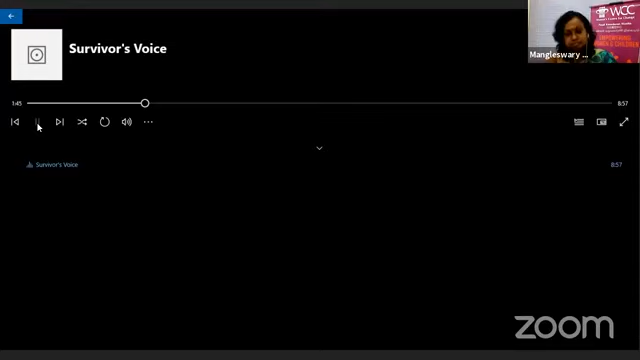 Survivor's Voice
1:45
8:57
Survivor's Voice
8:57
WCC
Mangleswary ...
zoom